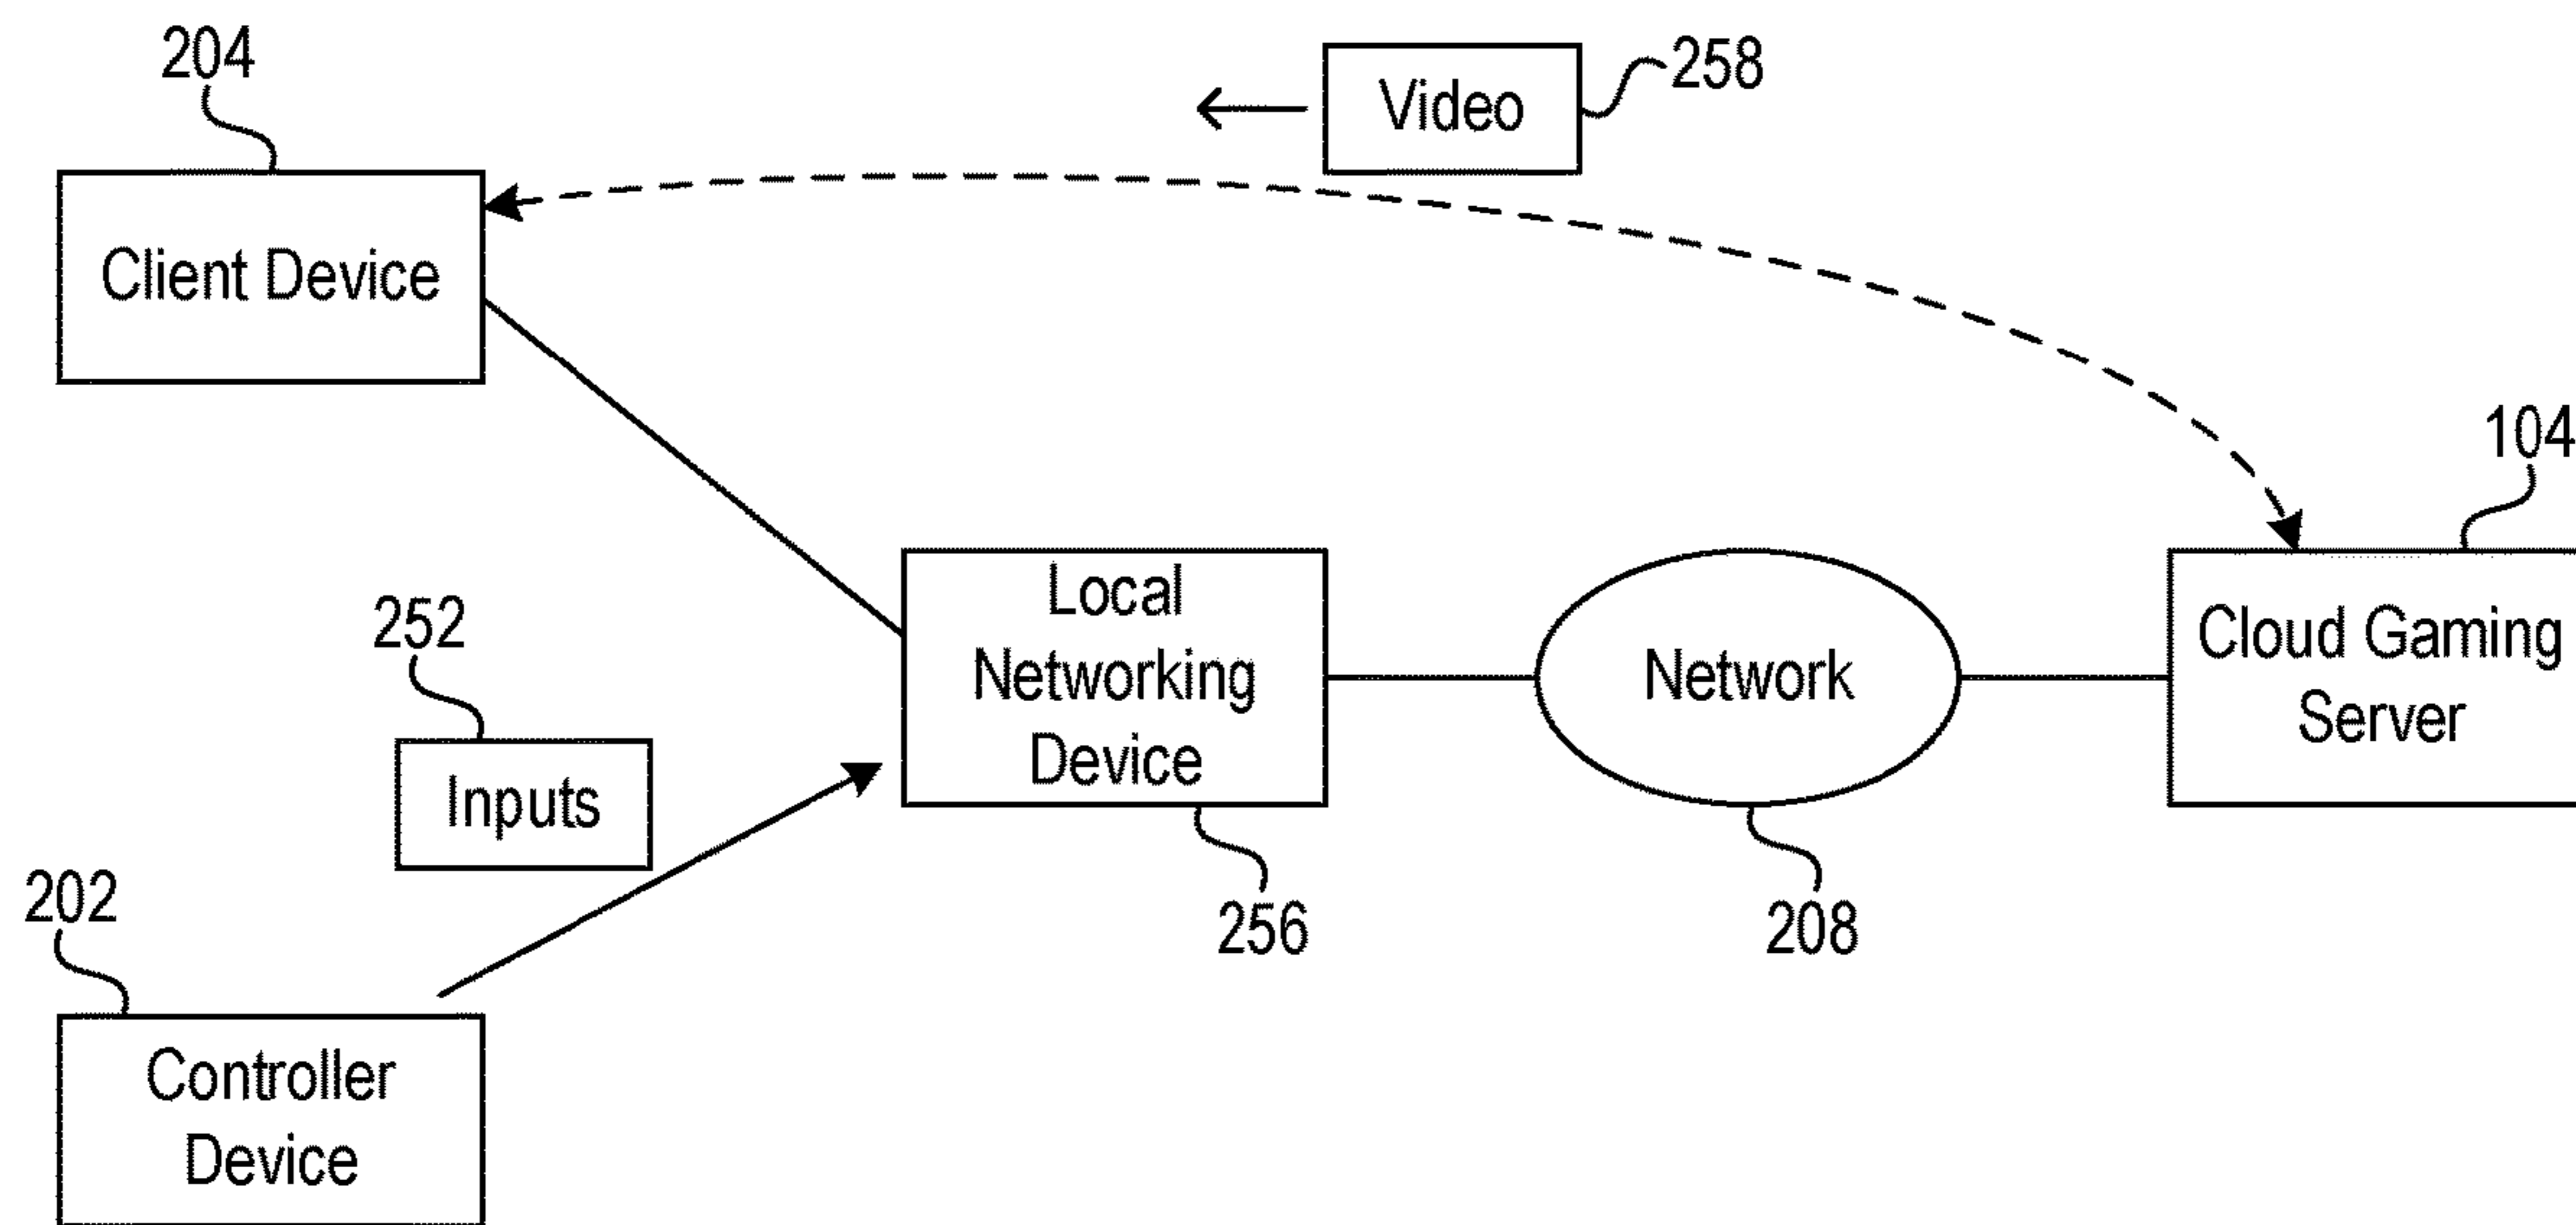 204
Video
258
Client Device
104
252
Local
Networking
Device
Network
Cloud Gaming
Server
Inputs
202
256
208
Controller
Device